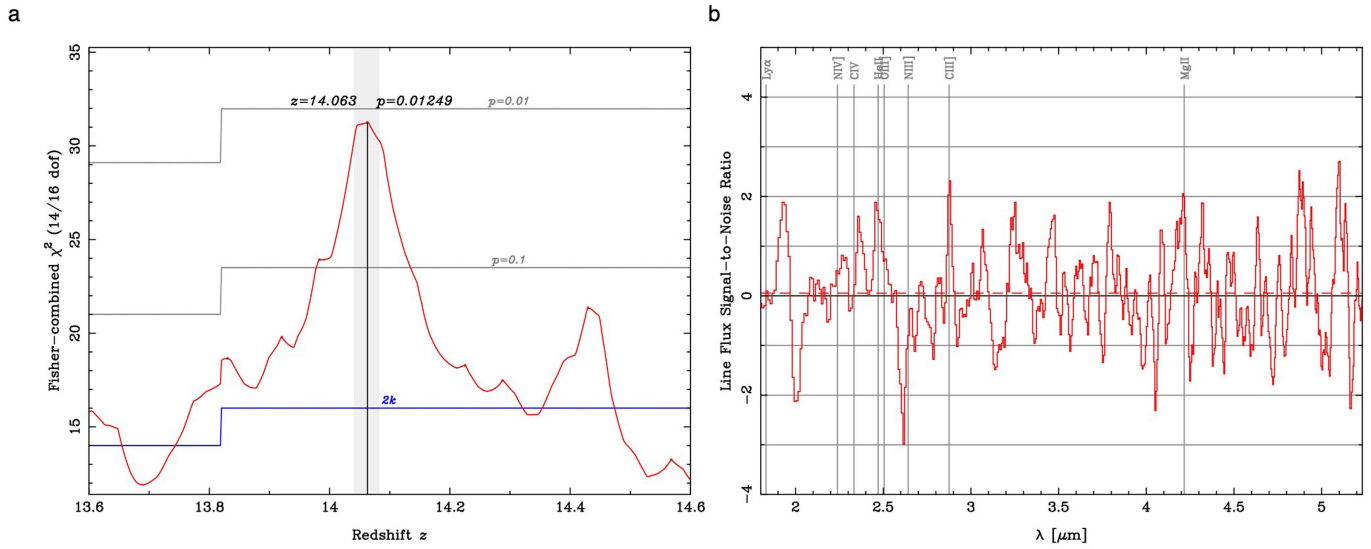 a
35
30
25
20
15
Fisher-combined χ² (14/16 dof)
z=14.063 p=0.01249
p=0.01
p=0.1
2k
13.6 13.8 14 14.2 14.4 14.6
Redshift z
b
Lyα NIV] CIV HeII OIII] NIII] CIII] MgII
4
2
0
−2
−4
Line Flux Signal-to-Noise Ratio
2 2.5 3 3.5 4 4.5 5
λ [μm]